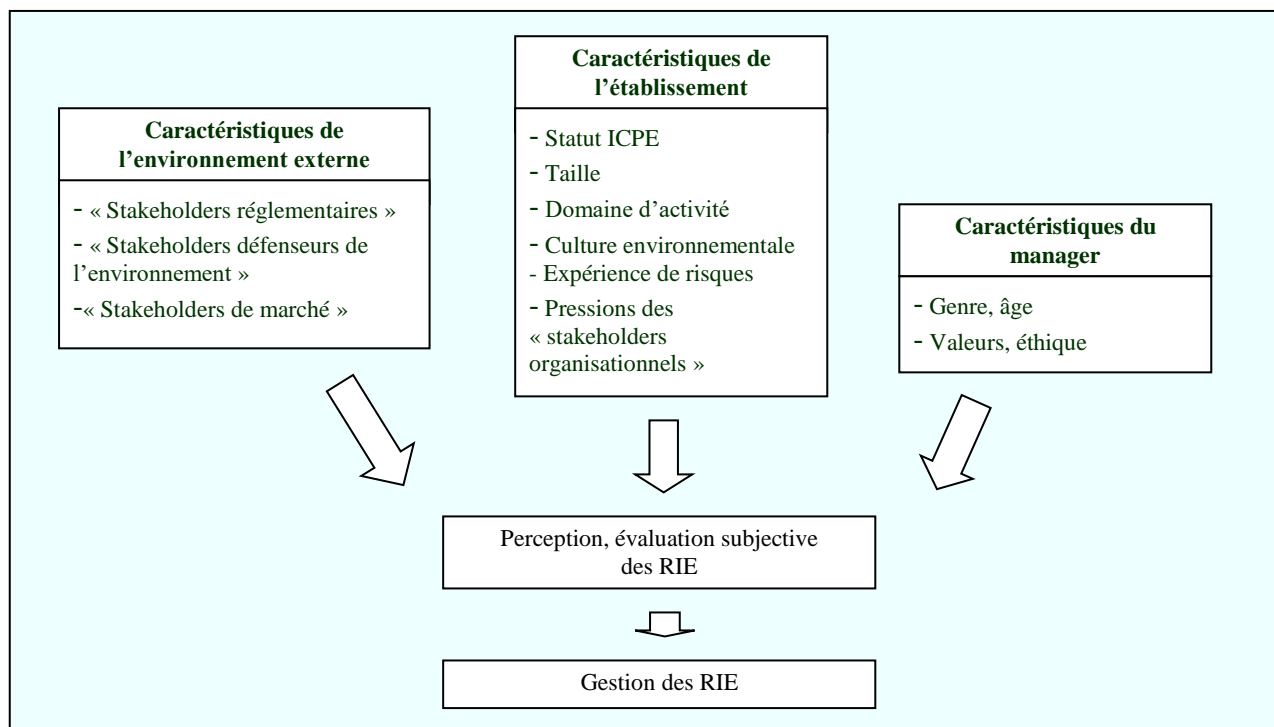 Caractéristiques de
l’environnement externe
- « Stakeholders réglementaires »
- « Stakeholders défenseurs de
l’environnement »
-« Stakeholders de marché »
Caractéristiques de
l’établissement
- Statut ICPE
- Taille
- Domaine d’activité
- Culture environnementale
- Expérience de risques
- Pressions des
« stakeholders
organisationnels »
Caractéristiques du
manager
- Genre, âge
- Valeurs, éthique
Perception, évaluation subjective
des RIE
Gestion des RIE